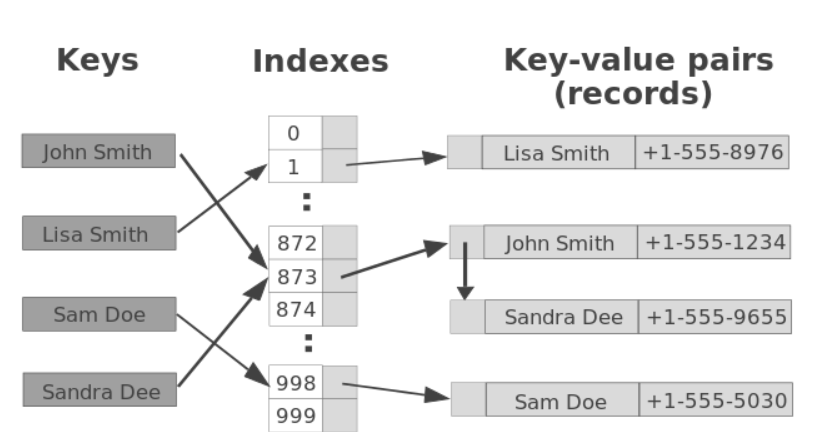 Keys
Indexes
Key-value pairs
(records)
John Smith
Lisa Smith
Sam Doe
Sandra Dee
0
1
:
872
873
874
:
998
999
Lisa Smith +1-555-8976
John Smith +1-555-1234
Sandra Dee +1-555-9655
Sam Doe +1-555-5030